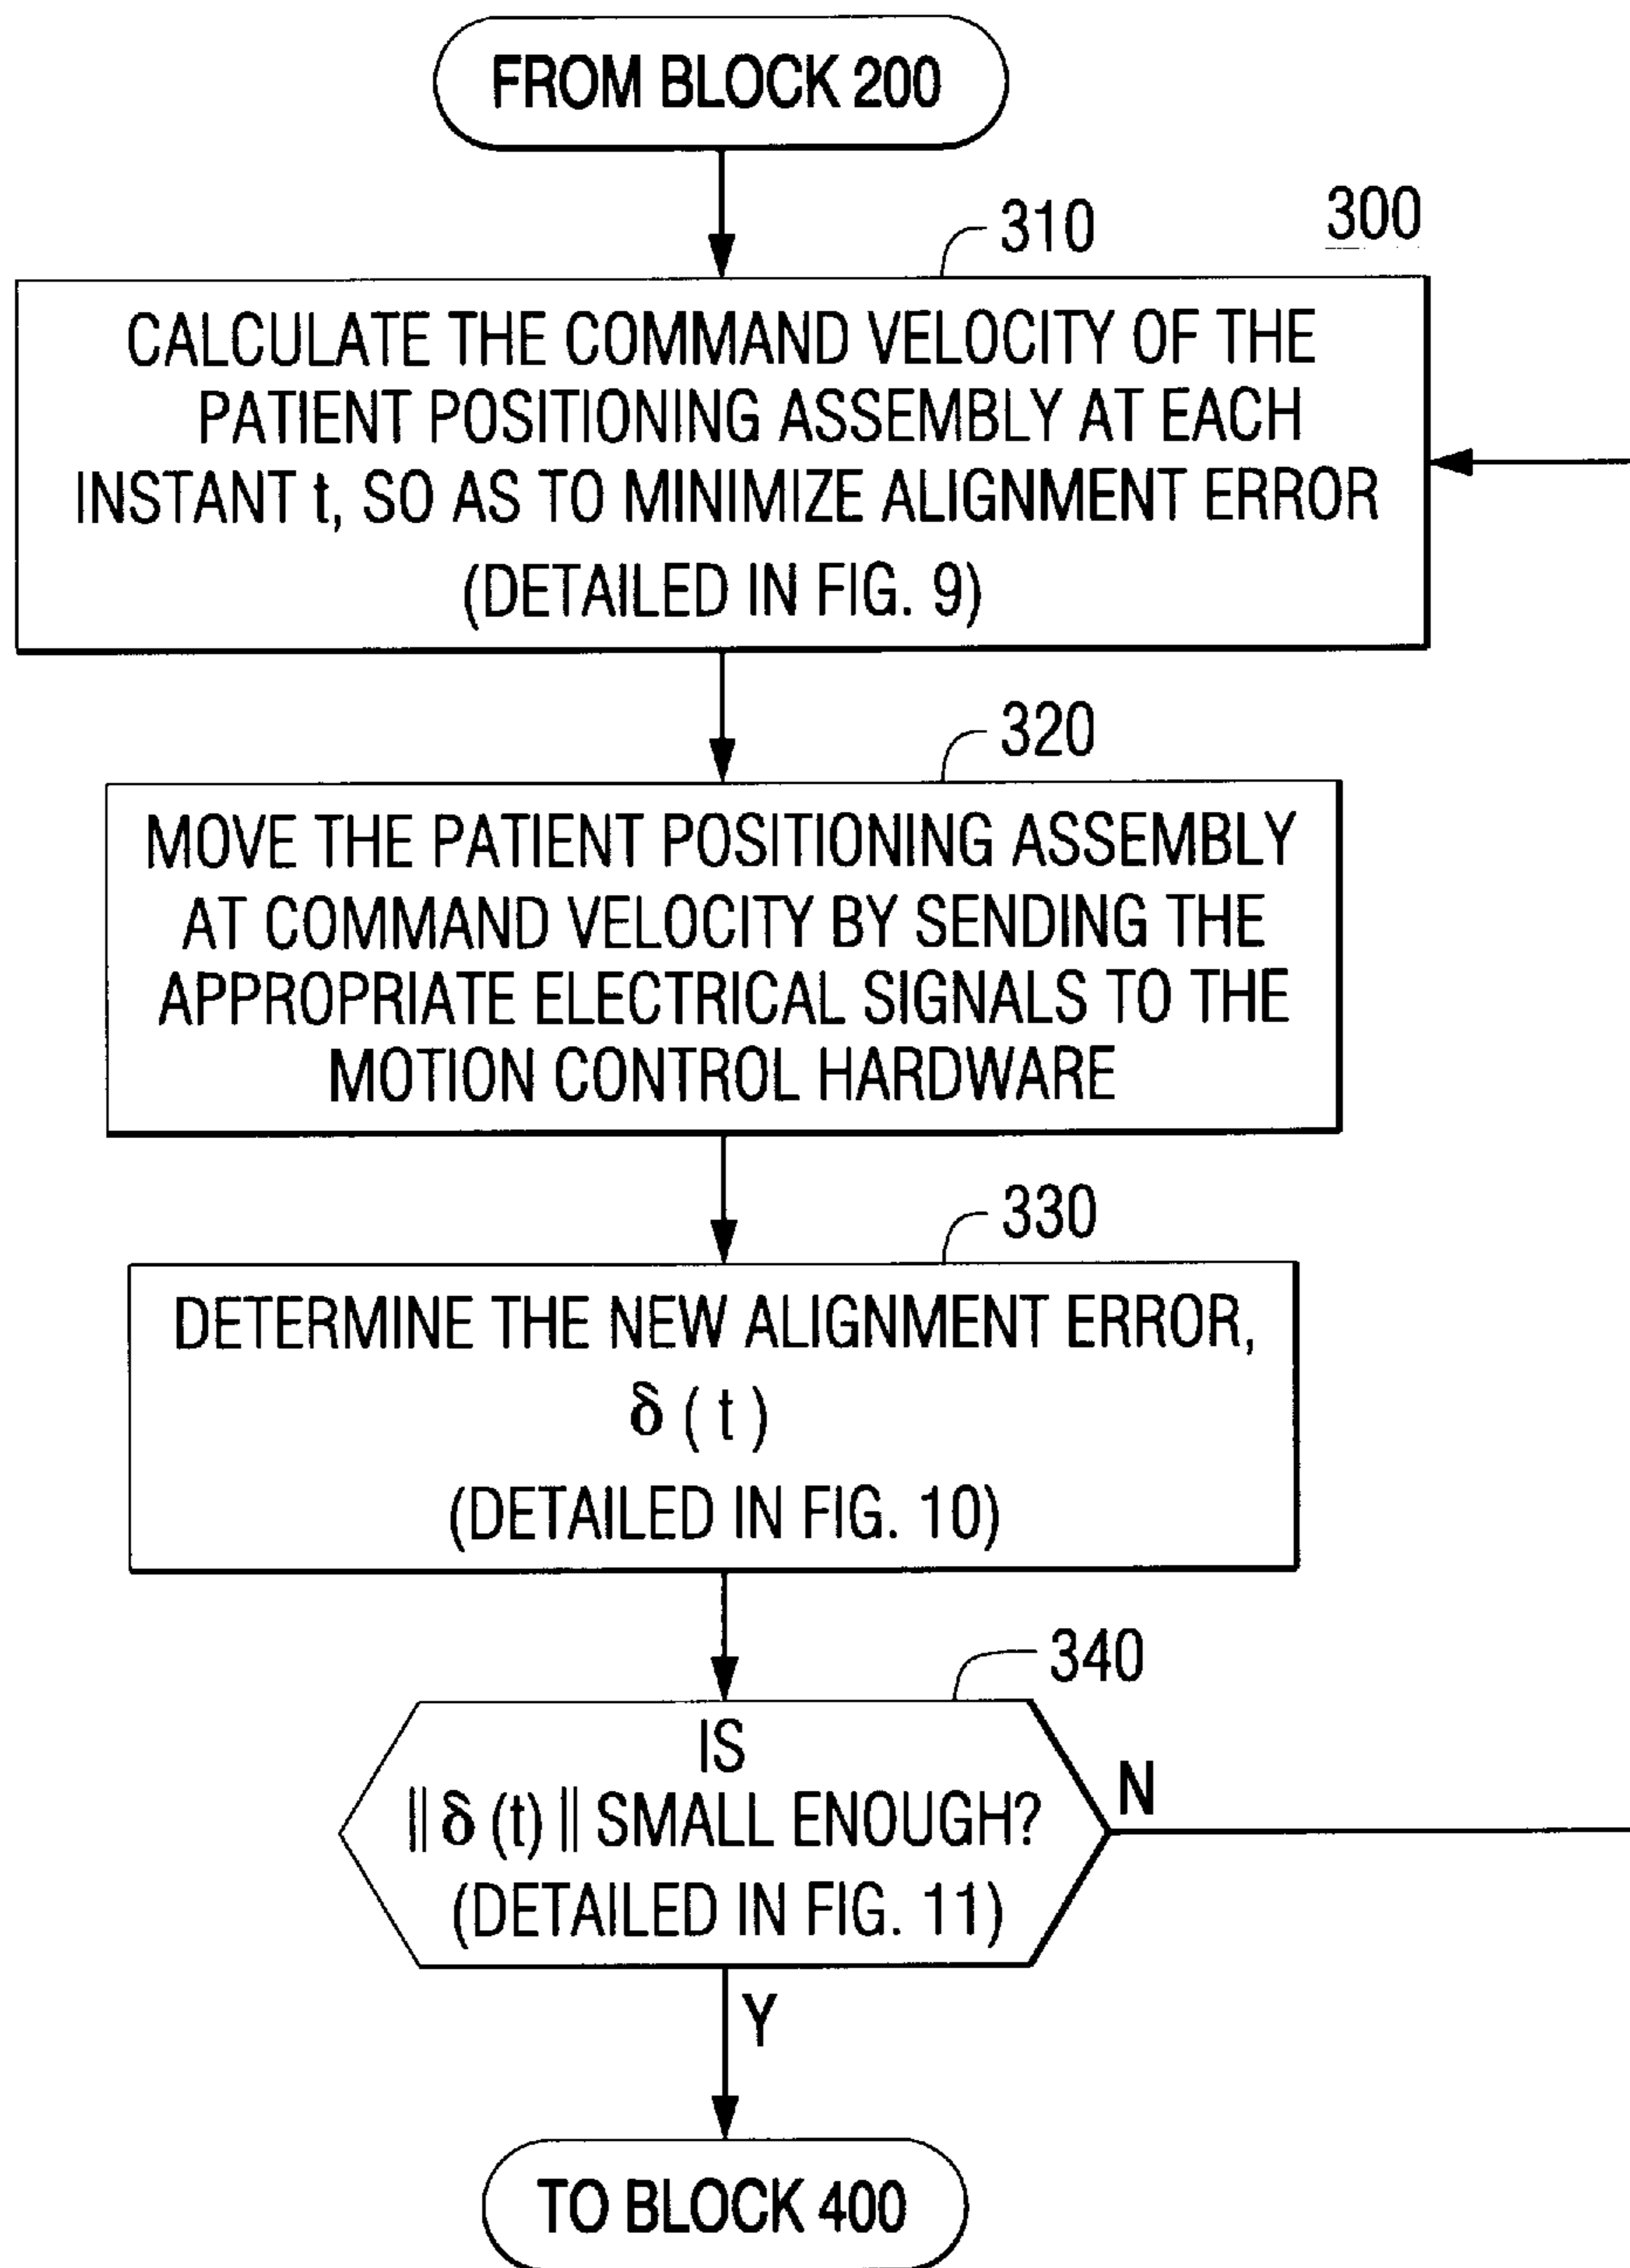 FROM BLOCK 200
310
300
CALCULATE THE COMMAND VELOCITY OF THE
PATIENT POSITIONING ASSEMBLY AT EACH
INSTANT t, SO AS TO MINIMIZE ALIGNMENT ERROR
(DETAILED IN FIG. 9)
320
MOVE THE PATIENT POSITIONING ASSEMBLY
AT COMMAND VELOCITY BY SENDING THE
APPROPRIATE ELECTRICAL SIGNALS TO THE
MOTION CONTROL HARDWARE
330
DETERMINE THE NEW ALIGNMENT ERROR,
δ ( t )
(DETAILED IN FIG. 10)
340
IS
|| δ (t) || SMALL ENOUGH?
(DETAILED IN FIG. 11)
N
Y
TO BLOCK 400